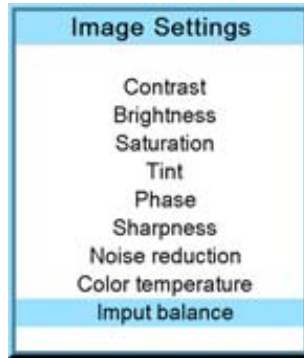 Image Settings
Contrast
Brightness
Saturation
Tint
Phase
Sharpness
Noise reduction
Color temperature
Imput balance